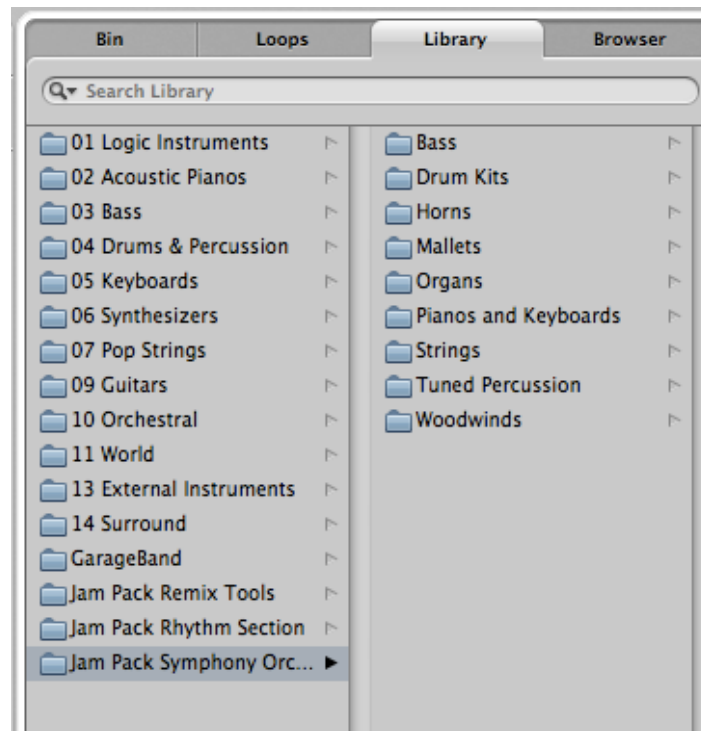 Bin
Loops
Library
Browser
Search Library
01 Logic Instruments
02 Acoustic Pianos
03 Bass
04 Drums & Percussion
05 Keyboards
06 Synthesizers
07 Pop Strings
09 Guitars
10 Orchestral
11 World
13 External Instruments
14 Surround
GarageBand
Jam Pack Remix Tools
Jam Pack Rhythm Section
Jam Pack Symphony Orc...
Bass
Drum Kits
Horns
Mallets
Organs
Pianos and Keyboards
Strings
Tuned Percussion
Woodwinds